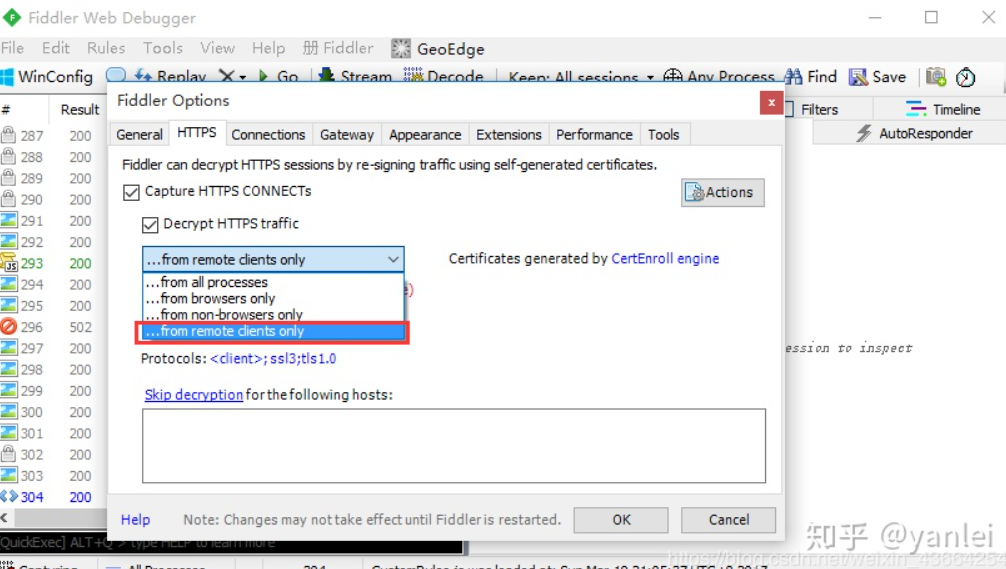 Fiddler Web Debugger
File Edit Rules Tools View Help 册 Fiddler GeoEdge
WinConfig Replay X Go Stream Decode Keep: All sessions Any Process Find Save
# Result
Fiddler Options
x
Filters Timeline
AutoResponder
General HTTPS Connections Gateway Appearance Extensions Performance Tools
Fiddler can decrypt HTTPS sessions by re-signing traffic using self-generated certificates.
Capture HTTPS CONNECTs
Actions
Decrypt HTTPS traffic
...from remote clients only
Certificates generated by CertEnroll engine
...from all processes
...from browsers only
...from non-browsers only
...from remote clients only
Protocols: <client>;ssl3;tls1.0
Skip decryption for the following hosts:
Help Note: Changes may not take effect until Fiddler is restarted. OK Cancel
287 200
288 200
289 200
290 200
291 200
292 200
JS 293 200
294 200
295 200
296 502
297 200
298 200
299 200
300 200
301 200
302 200
303 200
304 200
ession to inspect
QuickExec] ALT+Q > type HELP to learn more
知乎 @yanlei